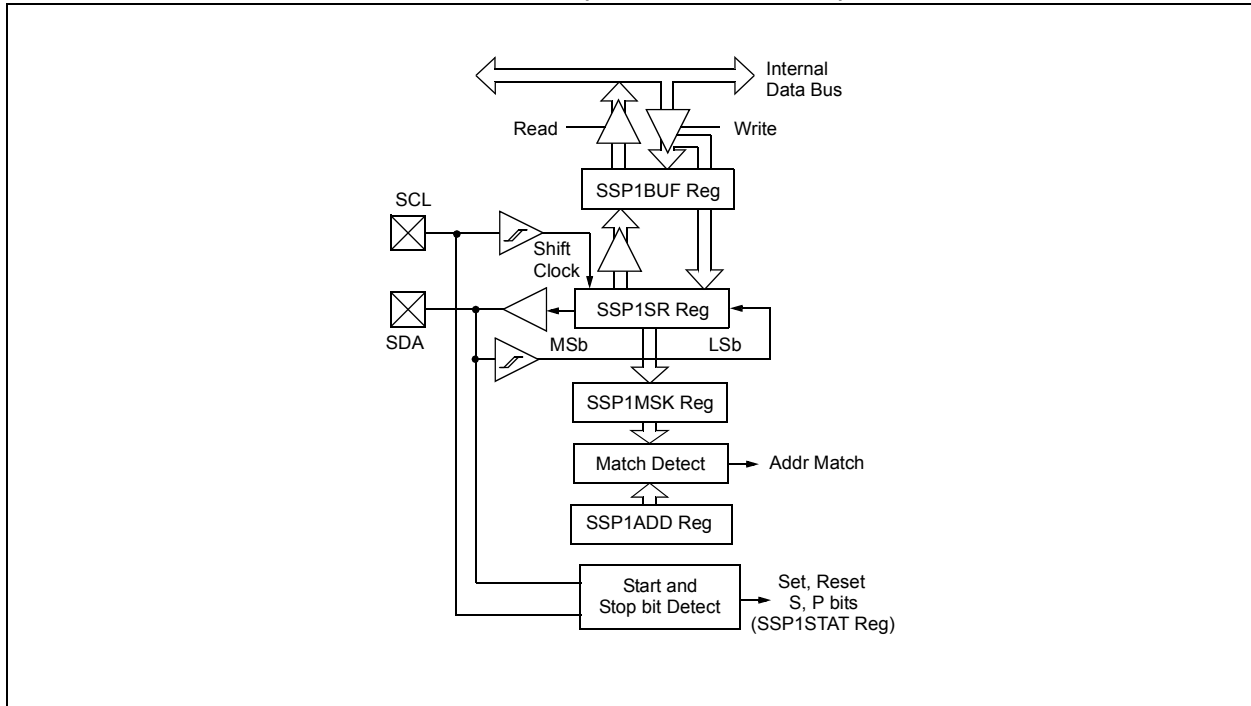 Internal
Data Bus
Read
Write
SSP1BUF Reg
SCL
Shift
Clock
SSP1SR Reg
SDA
MSb
LSb
SSP1MSK Reg
Match Detect
Addr Match
SSP1ADD Reg
Start and
Stop bit Detect
Set, Reset
S, P bits
(SSP1STAT Reg)